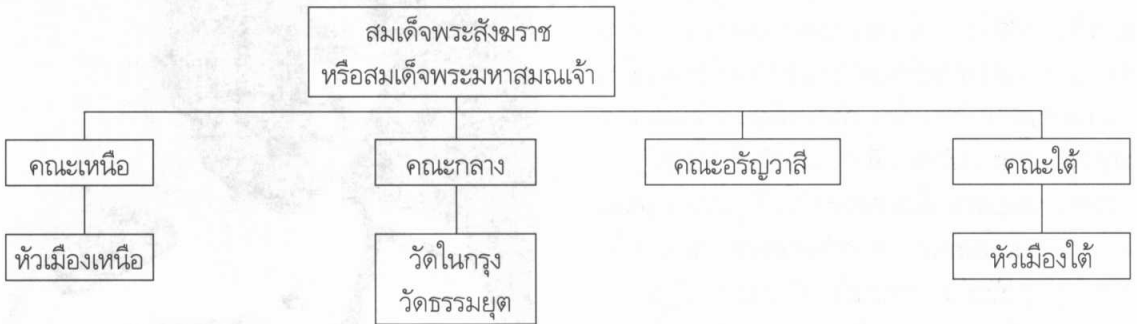 สมเด็จพระสังฆราช
หรือสมเด็จพระมหาสมณเจ้า
คณะเหนือ
คณะกลาง
คณะอรัญวาสี
คณะใต้
หัวเมืองเหนือ
วัดในกรุง
วัดธรรมยุต
หัวเมืองใต้